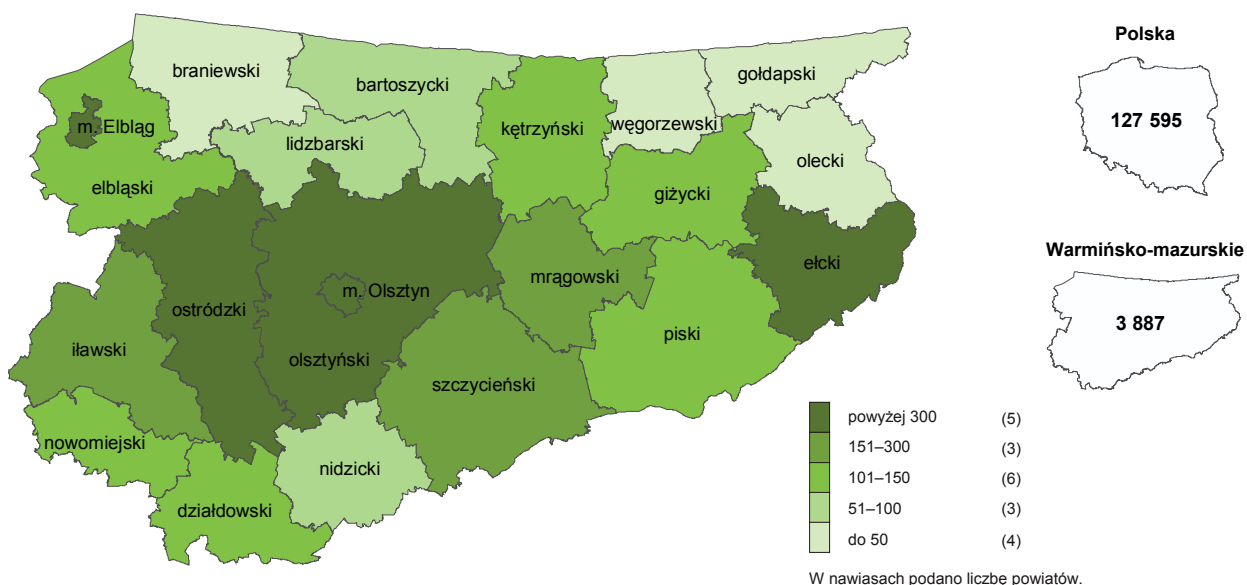 Polska
127 595
Warmińsko-mazurskie
3 887
braniewski
bartoszycki
gołdapski
m. Elbląg
kętrzyński
węgorzewski
lidzbarski
olecki
elbląski
giżycki
mrągowski
ełcki
m. Olsztyn
ostródzki
piski
iławski
olsztyński
szczycieński
nowomiejski
nidzicki
działdowski
powyżej 300 (5)
151–300 (3)
101–150 (6)
51–100 (3)
do 50 (4)
W nawiasach podano liczbę powiatów.